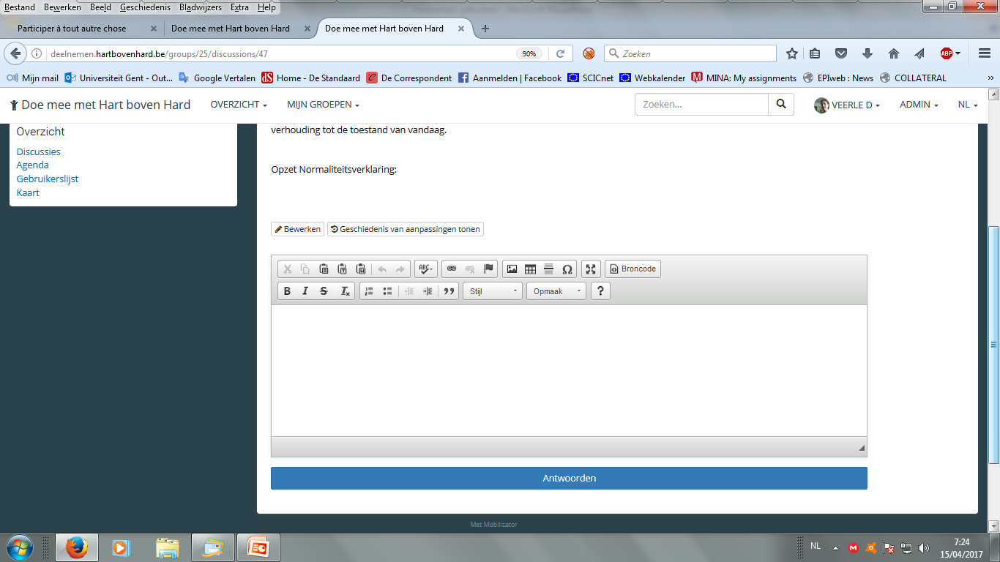 Bestand Bewerken Beeld Geschiedenis Bladwijzers Extra Help
Participer à tout autre chose
Doe mee met Hart boven Hard
Doe mee met Hart boven Hard
deelnemen.hartbovenhard.be/groups/25/discussions/47
90%
Zoeken
ABP
Mijn mail
Universiteit Gent - Out...
Google Vertalen
dS Home - De Standaard
De Correspondent
Aanmelden | Facebook
SCICnet
Webkalender
MINA: My assignments
EPIweb : News
COLLATERAL
Doe mee met Hart boven Hard
OVERZICHT
MIJN GROEPEN
Zoeken...
VEERLE D
ADMIN
NL
Overzicht
Discussies
Agenda
Gebruikerslijst
Kaart
verhouding tot de toestand van vandaag.
Opzet Normaliteitsverklaring:
Bewerken
Geschiedenis van aanpassingen tonen
ABC
Ω
Broncode
B I S Tx
Stijl
Opmaak
?
Antwoorden
Met Mobilizator
NL
7:24
15/04/2017